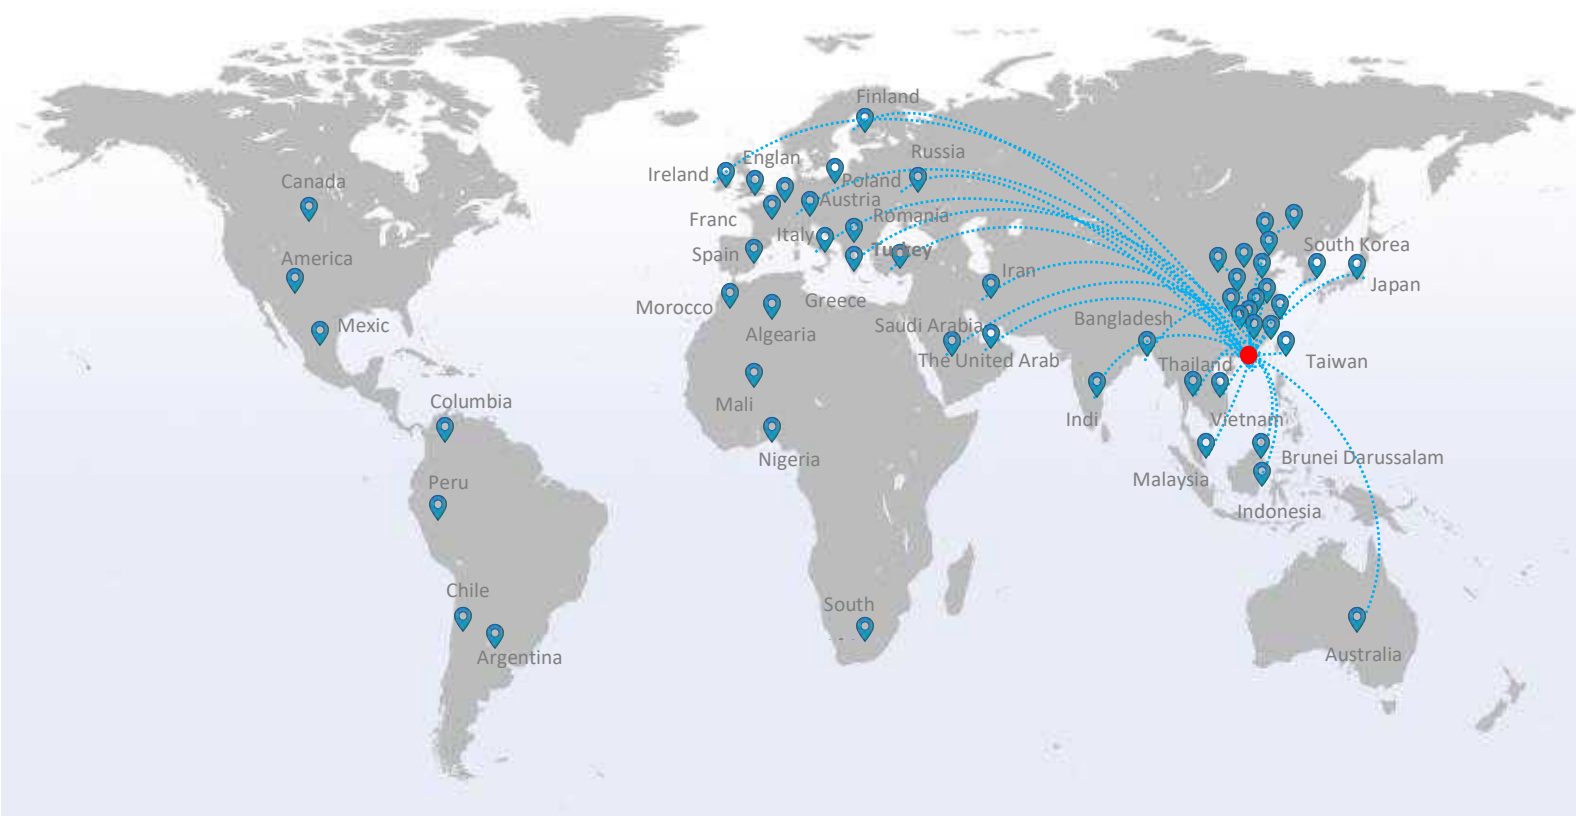 Finland
Englan
Russia
Ireland
Poland
Canada
Austria
Franc
Romania
Italy
South Korea
Turkey
Spain
America
Iran
Japan
Morocco
Greece
Mexic
Algearia
Saudi Arabia
Bangladesh
The United Arab
Thailand
Taiwan
Columbia
Mali
Indi
Vietnam
Nigeria
Brunei Darussalam
Peru
Malaysia
Indonesia
Chile
South
Argentina
Australia